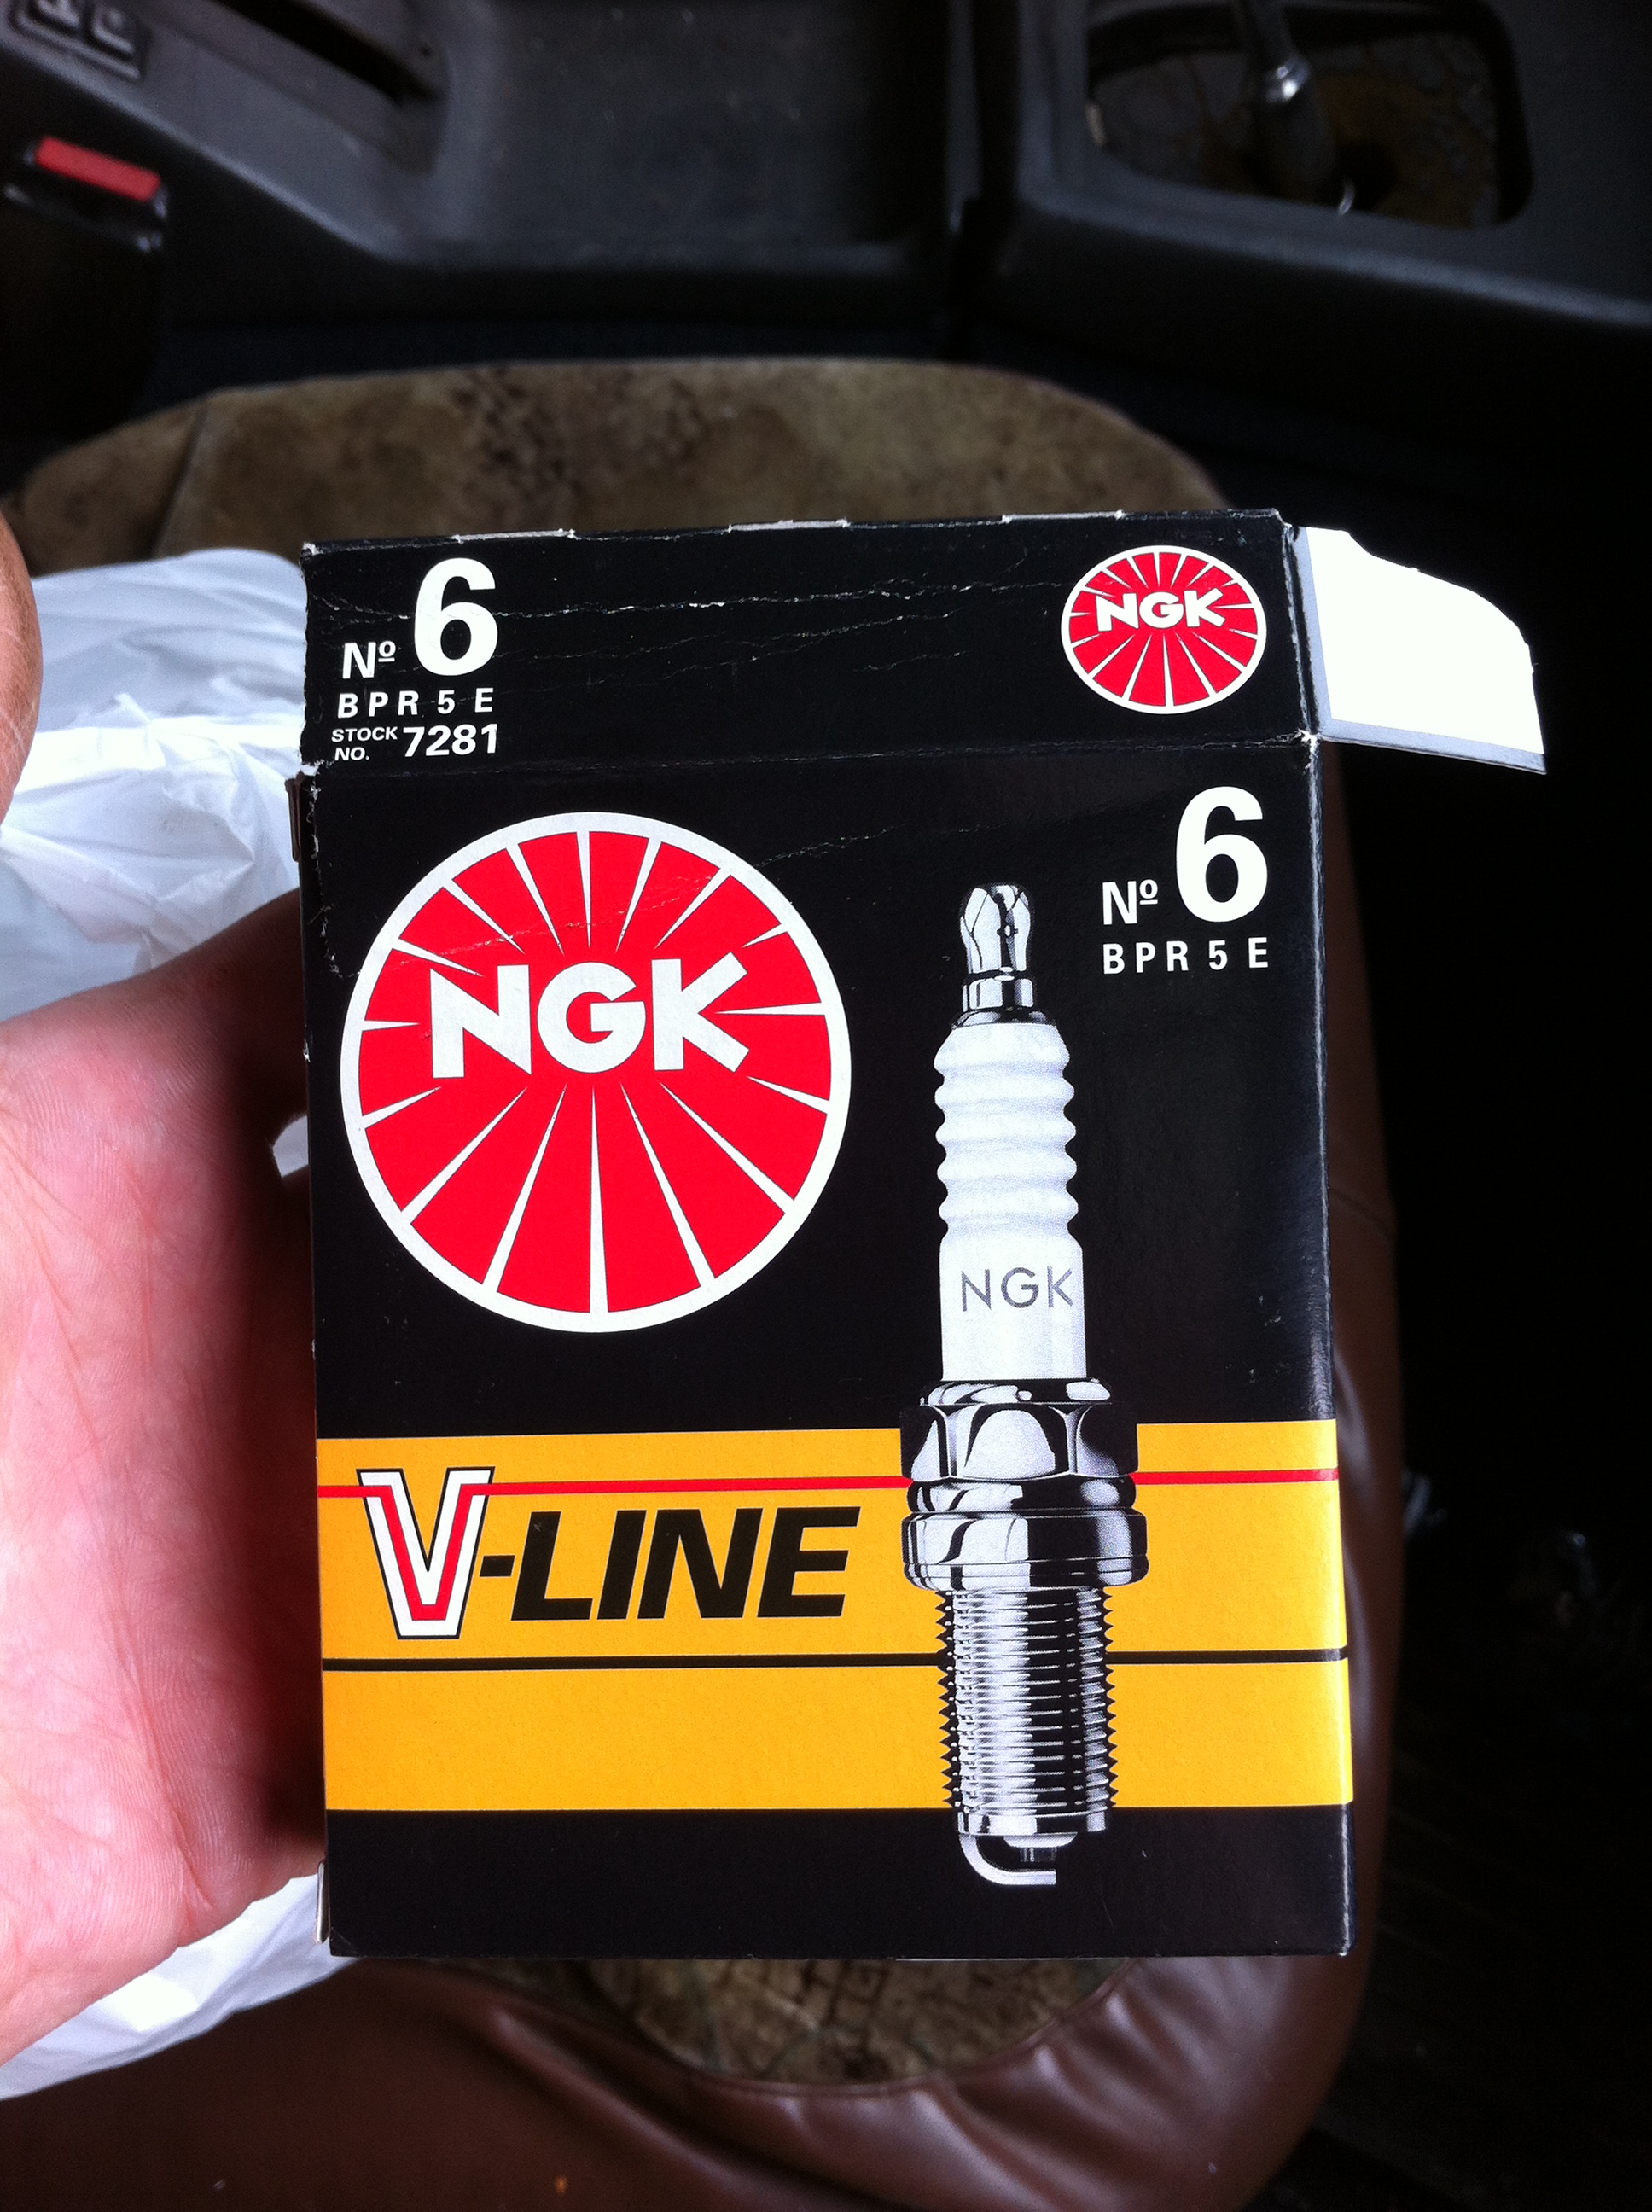 Nº 6
BPR 5 E
STOCK NO. 7281
NGK
Nº 6
BPR 5 E
NGK
NGK
V-LINE